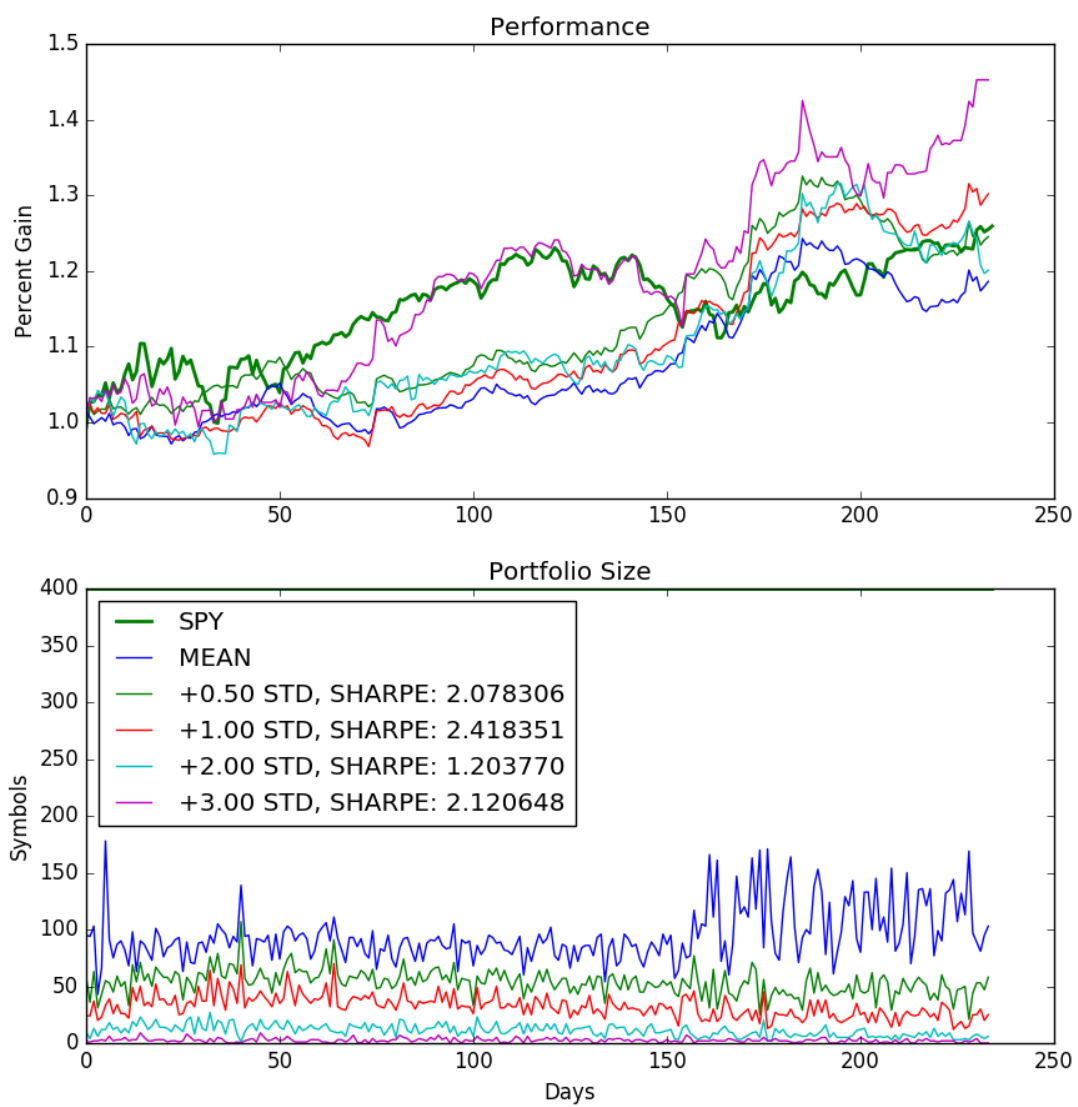 Performance
Percent Gain
1.5
1.4
1.3
1.2
1.1
1.0
0.9
0
50
100
150
200
250
Portfolio Size
Symbols
400
350
300
250
200
150
100
50
0
SPY
MEAN
+0.50 STD, SHARPE: 2.078306
+1.00 STD, SHARPE: 2.418351
+2.00 STD, SHARPE: 1.203770
+3.00 STD, SHARPE: 2.120648
0
50
100
150
200
250
Days